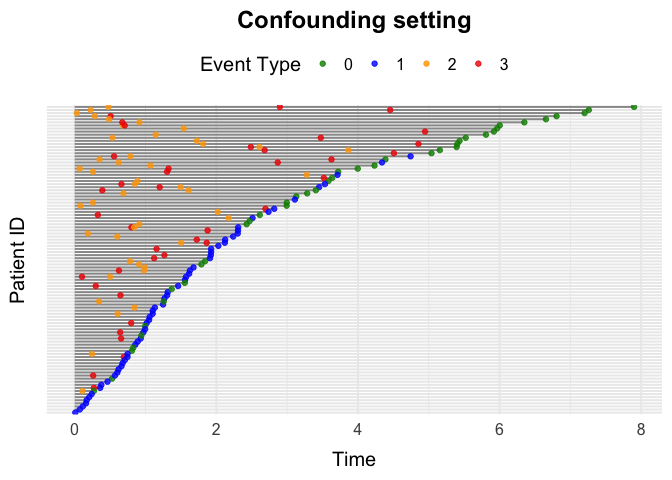 Confounding setting
Event Type 0 1 2 3
Patient ID
0 2 4 6 8
Time